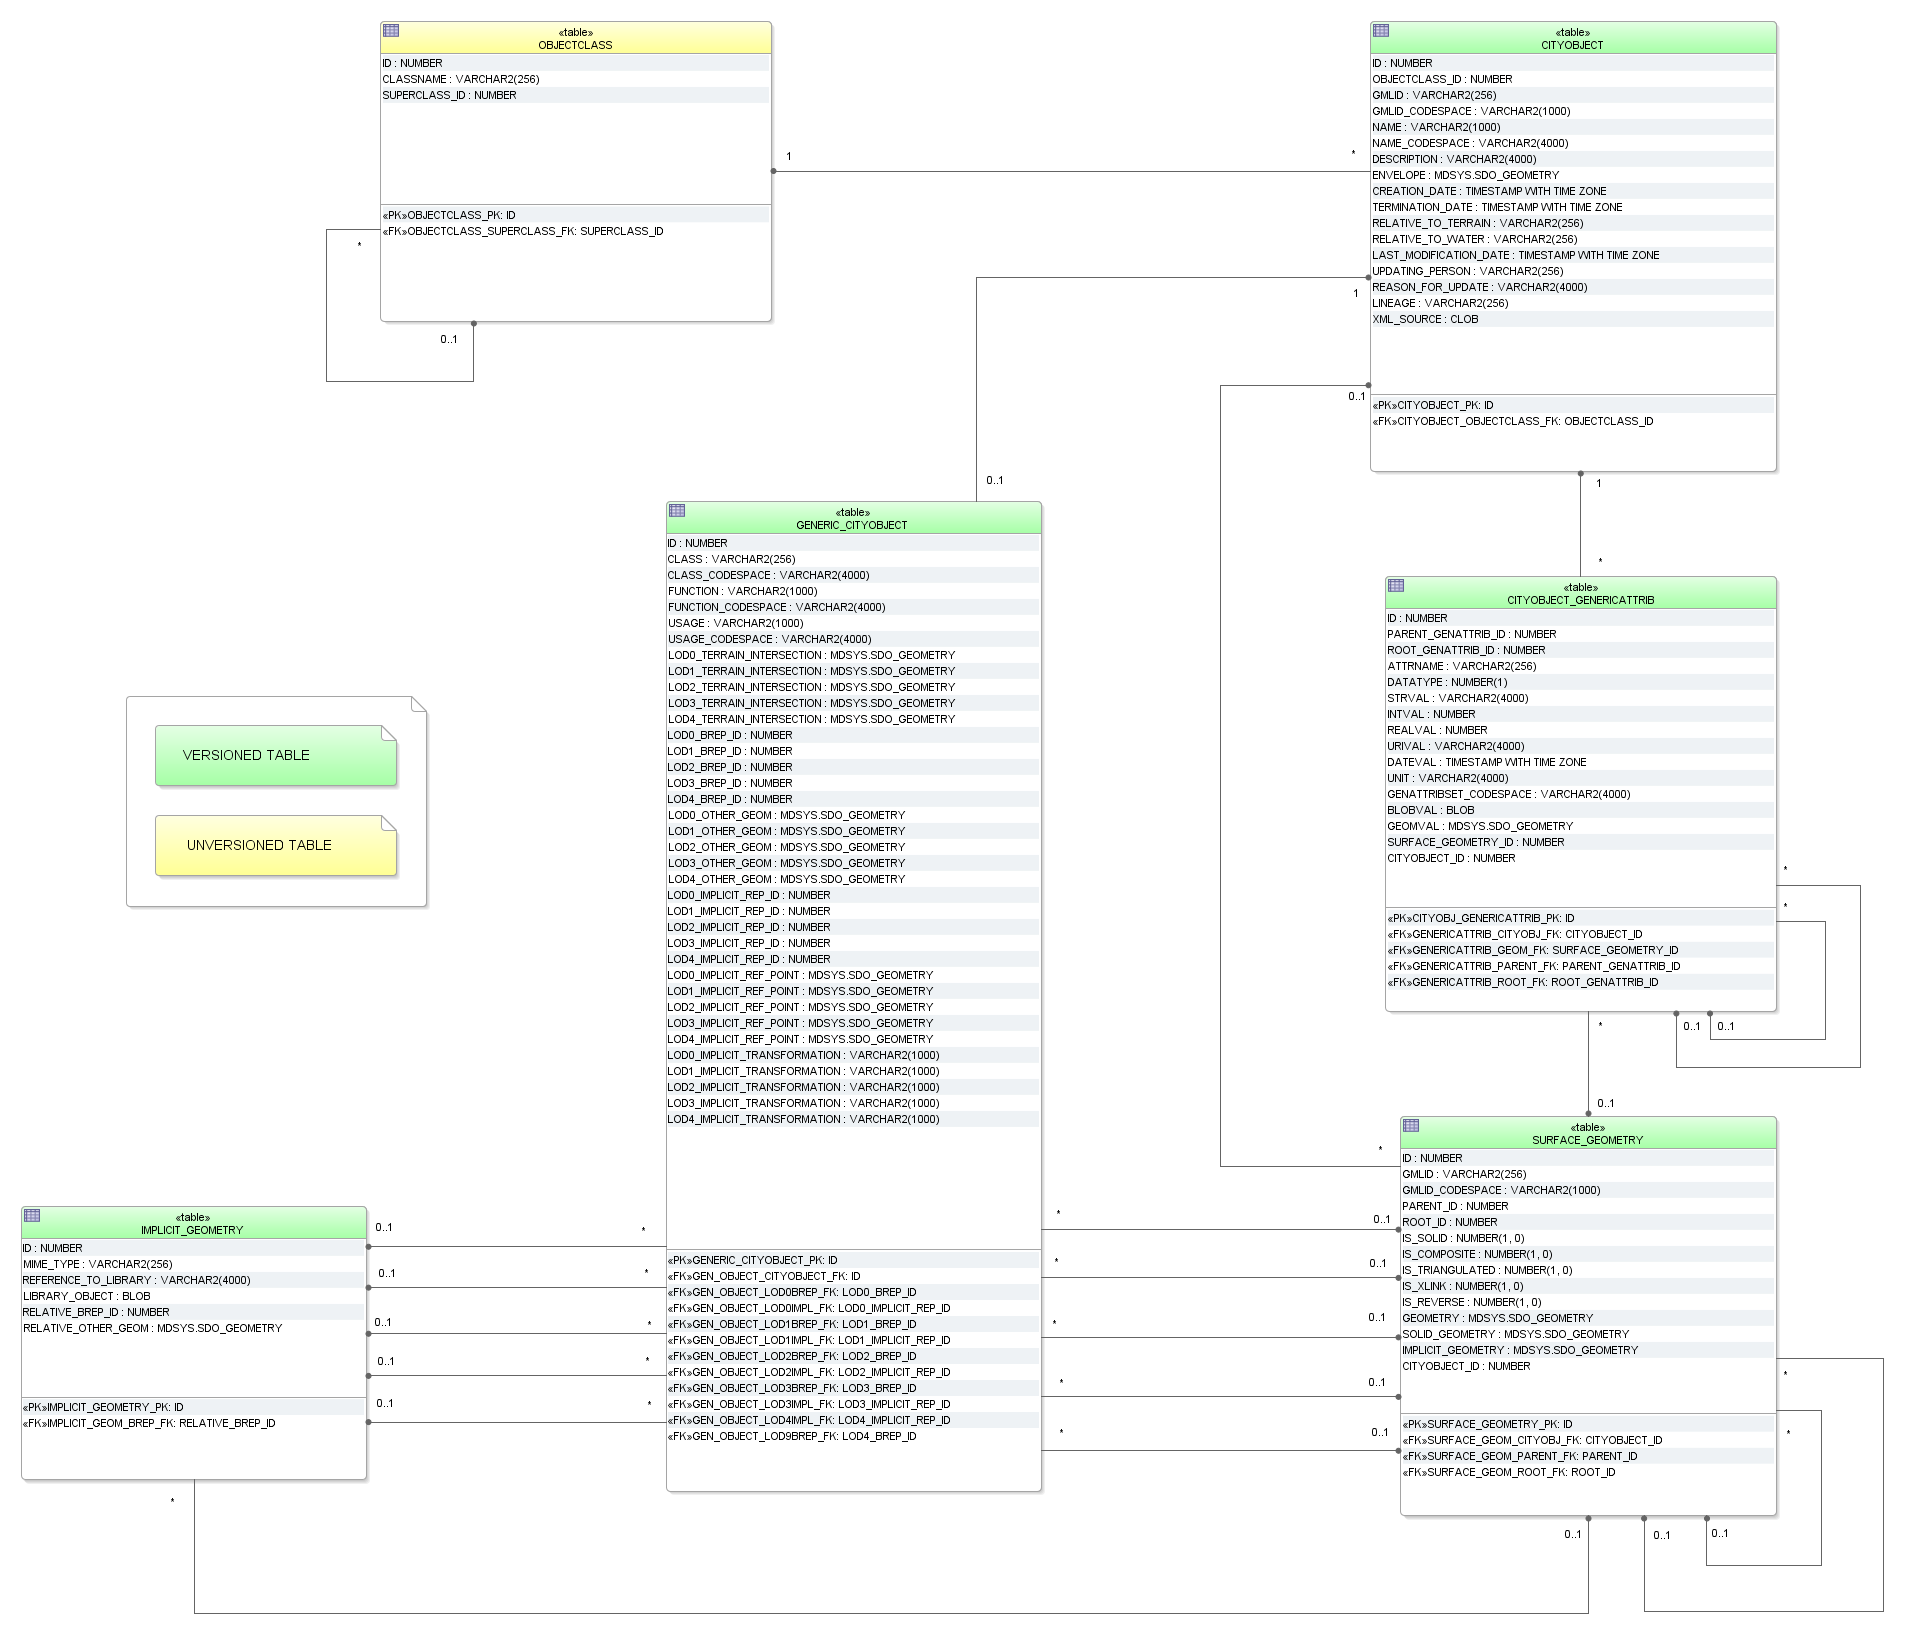 «table»
OBJECTCLASS
ID : NUMBER
CLASSNAME : VARCHAR2(256)
SUPERCLASS_ID : NUMBER
«PK»OBJECTCLASS_PK: ID
«FK»OBJECTCLASS_SUPERCLASS_FK: SUPERCLASS_ID
*
0..1
1
*
«table»
CITYOBJECT
ID : NUMBER
OBJECTCLASS_ID : NUMBER
GMLID : VARCHAR2(256)
GMLID_CODESPACE : VARCHAR2(1000)
NAME : VARCHAR2(1000)
NAME_CODESPACE : VARCHAR2(4000)
DESCRIPTION : VARCHAR2(4000)
ENVELOPE : MDSYS.SDO_GEOMETRY
CREATION_DATE : TIMESTAMP WITH TIME ZONE
TERMINATION_DATE : TIMESTAMP WITH TIME ZONE
RELATIVE_TO_TERRAIN : VARCHAR2(256)
RELATIVE_TO_WATER : VARCHAR2(256)
LAST_MODIFICATION_DATE : TIMESTAMP WITH TIME ZONE
UPDATING_PERSON : VARCHAR2(256)
REASON_FOR_UPDATE : VARCHAR2(4000)
LINEAGE : VARCHAR2(256)
XML_SOURCE : CLOB
«PK»CITYOBJECT_PK: ID
«FK»CITYOBJECT_OBJECTCLASS_FK: OBJECTCLASS_ID
1
0..1
0..1
1
*
«table»
GENERIC_CITYOBJECT
ID : NUMBER
CLASS : VARCHAR2(256)
CLASS_CODESPACE : VARCHAR2(4000)
FUNCTION : VARCHAR2(1000)
FUNCTION_CODESPACE : VARCHAR2(4000)
USAGE : VARCHAR2(1000)
USAGE_CODESPACE : VARCHAR2(4000)
LOD0_TERRAIN_INTERSECTION : MDSYS.SDO_GEOMETRY
LOD1_TERRAIN_INTERSECTION : MDSYS.SDO_GEOMETRY
LOD2_TERRAIN_INTERSECTION : MDSYS.SDO_GEOMETRY
LOD3_TERRAIN_INTERSECTION : MDSYS.SDO_GEOMETRY
LOD4_TERRAIN_INTERSECTION : MDSYS.SDO_GEOMETRY
LOD0_BREP_ID : NUMBER
LOD1_BREP_ID : NUMBER
LOD2_BREP_ID : NUMBER
LOD3_BREP_ID : NUMBER
LOD4_BREP_ID : NUMBER
LOD0_OTHER_GEOM : MDSYS.SDO_GEOMETRY
LOD1_OTHER_GEOM : MDSYS.SDO_GEOMETRY
LOD2_OTHER_GEOM : MDSYS.SDO_GEOMETRY
LOD3_OTHER_GEOM : MDSYS.SDO_GEOMETRY
LOD4_OTHER_GEOM : MDSYS.SDO_GEOMETRY
LOD0_IMPLICIT_REP_ID : NUMBER
LOD1_IMPLICIT_REP_ID : NUMBER
LOD2_IMPLICIT_REP_ID : NUMBER
LOD3_IMPLICIT_REP_ID : NUMBER
LOD4_IMPLICIT_REP_ID : NUMBER
LOD0_IMPLICIT_REF_POINT : MDSYS.SDO_GEOMETRY
LOD1_IMPLICIT_REF_POINT : MDSYS.SDO_GEOMETRY
LOD2_IMPLICIT_REF_POINT : MDSYS.SDO_GEOMETRY
LOD3_IMPLICIT_REF_POINT : MDSYS.SDO_GEOMETRY
LOD4_IMPLICIT_REF_POINT : MDSYS.SDO_GEOMETRY
LOD0_IMPLICIT_TRANSFORMATION : VARCHAR2(1000)
LOD1_IMPLICIT_TRANSFORMATION : VARCHAR2(1000)
LOD2_IMPLICIT_TRANSFORMATION : VARCHAR2(1000)
LOD3_IMPLICIT_TRANSFORMATION : VARCHAR2(1000)
LOD4_IMPLICIT_TRANSFORMATION : VARCHAR2(1000)
«PK»GENERIC_CITYOBJECT_PK: ID
«FK»GEN_OBJECT_CITYOBJECT_FK: ID
«FK»GEN_OBJECT_LOD0BREP_FK: LOD0_BREP_ID
«FK»GEN_OBJECT_LOD0IMPL_FK: LOD0_IMPLICIT_REP_ID
«FK»GEN_OBJECT_LOD1BREP_FK: LOD1_BREP_ID
«FK»GEN_OBJECT_LOD1IMPL_FK: LOD1_IMPLICIT_REP_ID
«FK»GEN_OBJECT_LOD2BREP_FK: LOD2_BREP_ID
«FK»GEN_OBJECT_LOD2IMPL_FK: LOD2_IMPLICIT_REP_ID
«FK»GEN_OBJECT_LOD3BREP_FK: LOD3_BREP_ID
«FK»GEN_OBJECT_LOD3IMPL_FK: LOD3_IMPLICIT_REP_ID
«FK»GEN_OBJECT_LOD4IMPL_FK: LOD4_IMPLICIT_REP_ID
«FK»GEN_OBJECT_LOD9BREP_FK: LOD4_BREP_ID
«table»
CITYOBJECT_GENERICATTRIB
ID : NUMBER
PARENT_GENATTRIB_ID : NUMBER
ROOT_GENATTRIB_ID : NUMBER
ATTRNAME : VARCHAR2(256)
DATATYPE : NUMBER(1)
STRVAL : VARCHAR2(4000)
INTVAL : NUMBER
REALVAL : NUMBER
URIVAL : VARCHAR2(4000)
DATEVAL : TIMESTAMP WITH TIME ZONE
UNIT : VARCHAR2(4000)
GENATTRIBSET_CODESPACE : VARCHAR2(4000)
BLOBVAL : BLOB
GEOMVAL : MDSYS.SDO_GEOMETRY
SURFACE_GEOMETRY_ID : NUMBER
CITYOBJECT_ID : NUMBER
«PK»CITYOBJ_GENERICATTRIB_PK: ID
«FK»GENERICATTRIB_CITYOBJ_FK: CITYOBJECT_ID
«FK»GENERICATTRIB_GEOM_FK: SURFACE_GEOMETRY_ID
«FK»GENERICATTRIB_PARENT_FK: PARENT_GENATTRIB_ID
«FK»GENERICATTRIB_ROOT_FK: ROOT_GENATTRIB_ID
*
*
*
0..1
0..1
0..1
VERSIONED TABLE
UNVERSIONED TABLE
«table»
IMPLICIT_GEOMETRY
ID : NUMBER
MIME_TYPE : VARCHAR2(256)
REFERENCE_TO_LIBRARY : VARCHAR2(4000)
LIBRARY_OBJECT : BLOB
RELATIVE_BREP_ID : NUMBER
RELATIVE_OTHER_GEOM : MDSYS.SDO_GEOMETRY
«PK»IMPLICIT_GEOMETRY_PK: ID
«FK»IMPLICIT_GEOM_BREP_FK: RELATIVE_BREP_ID
0..1 *
0..1 *
0..1 *
0..1 *
0..1 *
*
*
* 0..1
* 0..1
* 0..1
* 0..1
* 0..1
«table»
SURFACE_GEOMETRY
ID : NUMBER
GMLID : VARCHAR2(256)
GMLID_CODESPACE : VARCHAR2(1000)
PARENT_ID : NUMBER
ROOT_ID : NUMBER
IS_SOLID : NUMBER(1, 0)
IS_COMPOSITE : NUMBER(1, 0)
IS_TRIANGULATED : NUMBER(1, 0)
IS_XLINK : NUMBER(1, 0)
IS_REVERSE : NUMBER(1, 0)
GEOMETRY : MDSYS.SDO_GEOMETRY
SOLID_GEOMETRY : MDSYS.SDO_GEOMETRY
IMPLICIT_GEOMETRY : MDSYS.SDO_GEOMETRY
CITYOBJECT_ID : NUMBER
«PK»SURFACE_GEOMETRY_PK: ID
«FK»SURFACE_GEOM_CITYOBJ_FK: CITYOBJECT_ID
«FK»SURFACE_GEOM_PARENT_FK: PARENT_ID
«FK»SURFACE_GEOM_ROOT_FK: ROOT_ID
*
*
0..1
0..1
0..1